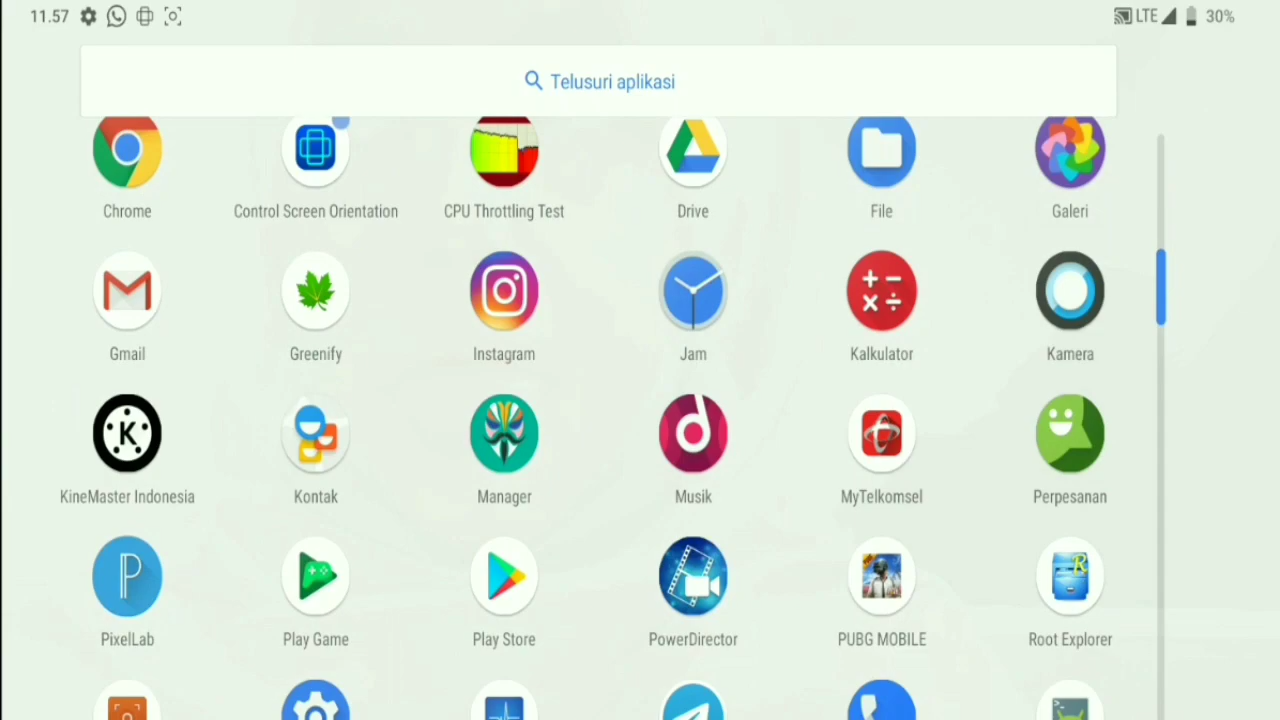 11.57
LTE 30%
Telusuri aplikasi
Chrome
Control Screen Orientation
CPU Throttling Test
Drive
File
Galeri
Gmail
Greenify
Instagram
Jam
Kalkulator
Kamera
K
KineMaster Indonesia
Kontak
Manager
Musik
MyTelkomsel
Perpesanan
P
R
PixelLab
Play Game
Play Store
PowerDirector
PUBG MOBILE
Root Explorer